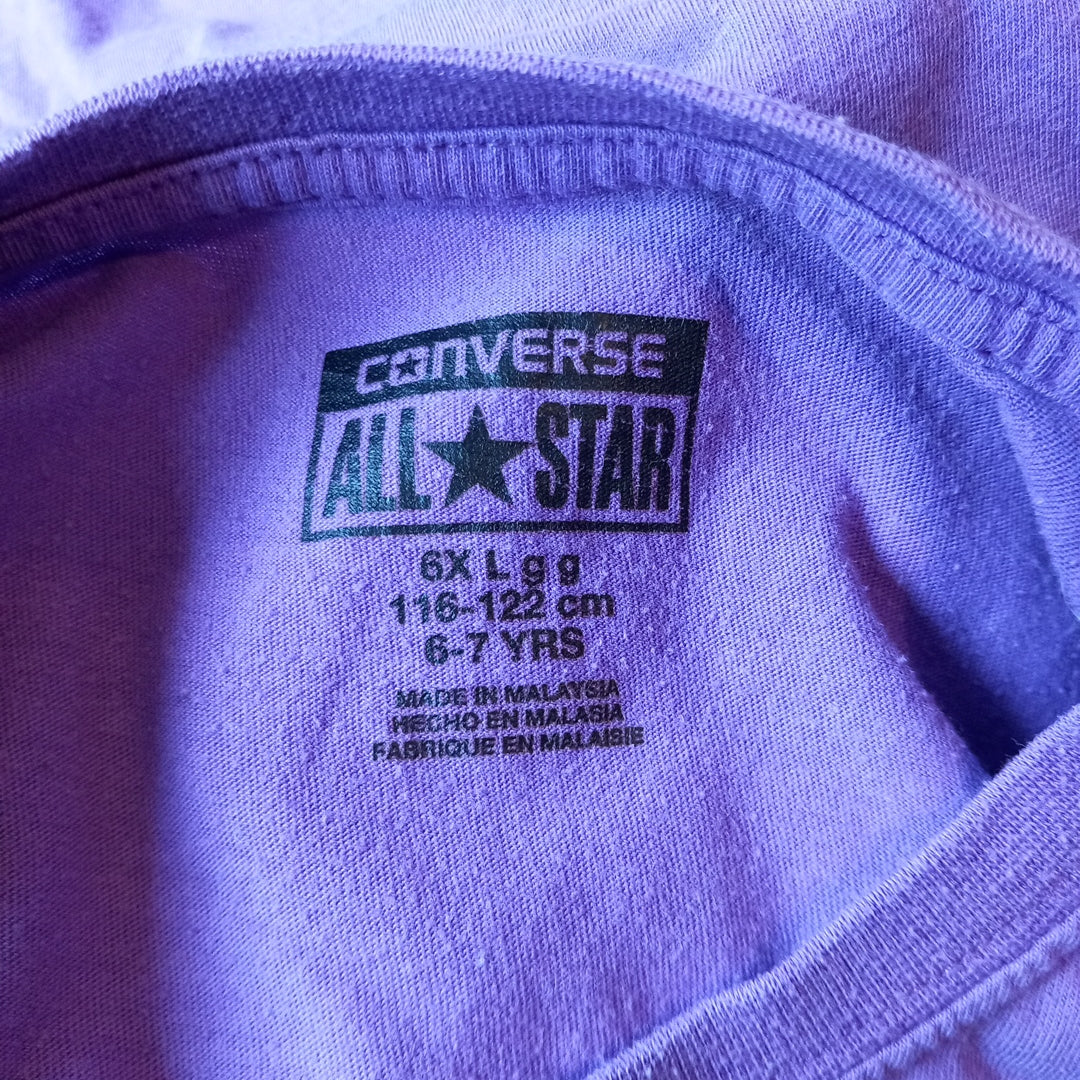 CONVERSE
ALL★STAR
6X L g g
116-122 cm
6-7 YRS
MADE IN MALAYSIA
HECHO EN MALASIA
FABRIQUE EN MALAISIE